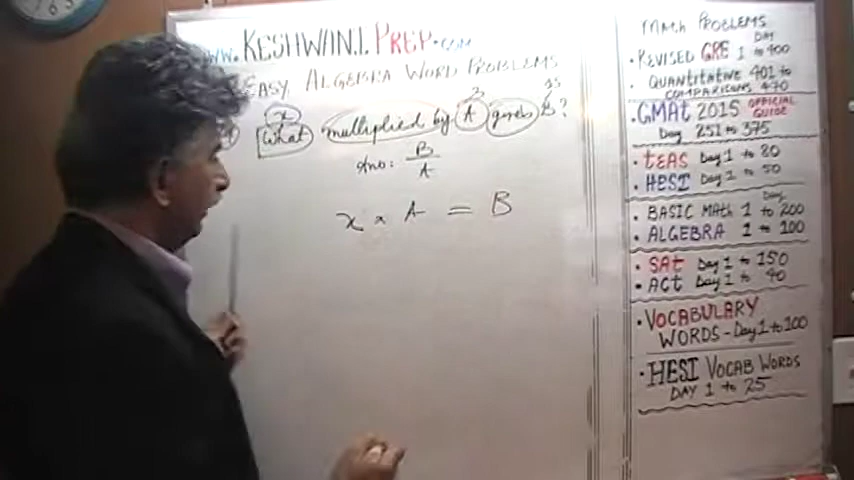 www.KESHWANI PREP.COM
EASY ALGEBRA WORD PROBLEMS
x
What multiplied by A gives B?
Ans: B/A
x × A = B
MATH PROBLEMS
DAY
• REVISED GRE 1 to 400
• QUANTITATIVE 401 to
COMPARISONS 470
• GMAT 2015 OFFICIAL GUIDE
Day 251 to 375
• TEAS Day 1 to 80
• HESI Day 1 to 50
Day
• BASIC MATH 1 to 200
• ALGEBRA 1 to 100
• SAT Day 1 to 150
• ACT Day 1 to 40
• VOCABULARY
WORDS - Day 1 to 100
• HESI VOCAB WORDS
DAY 1 to 25